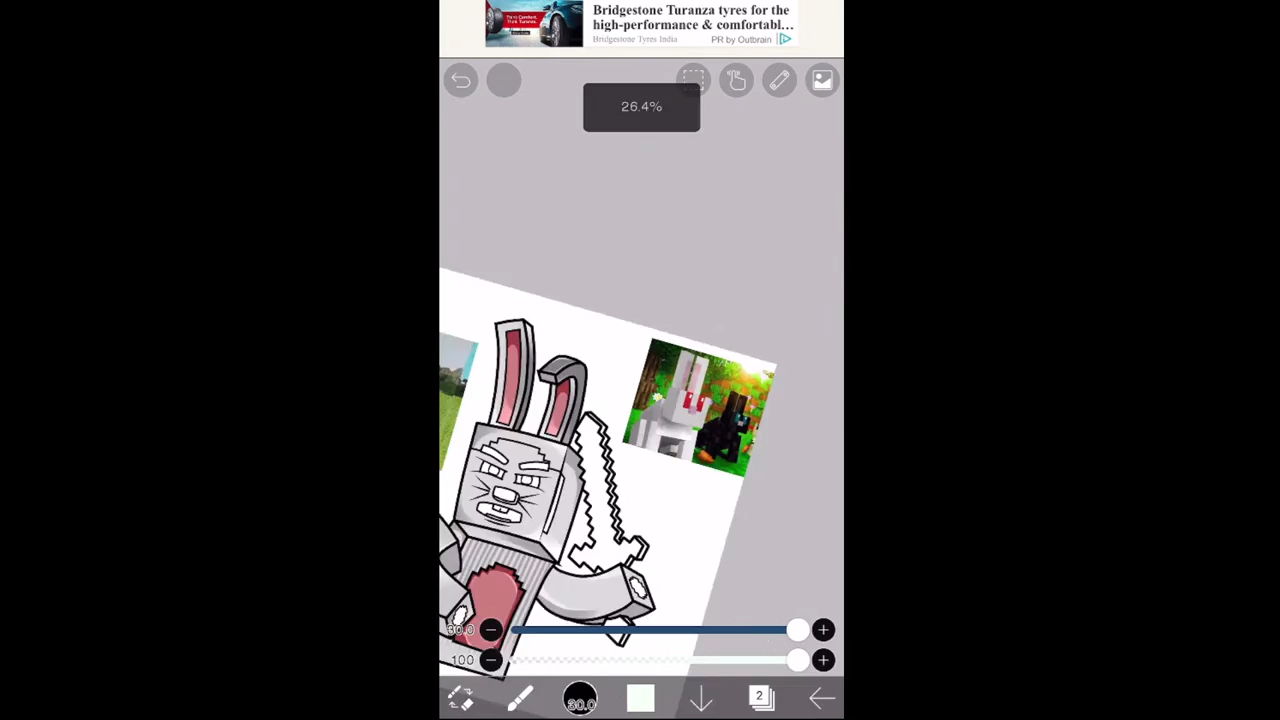 Bridgestone Turanza tyres for the
high-performance & comfortabl...
Bridgestone Tyres India
PR by Outbrain
26.4%
30.0
100
30.0
2